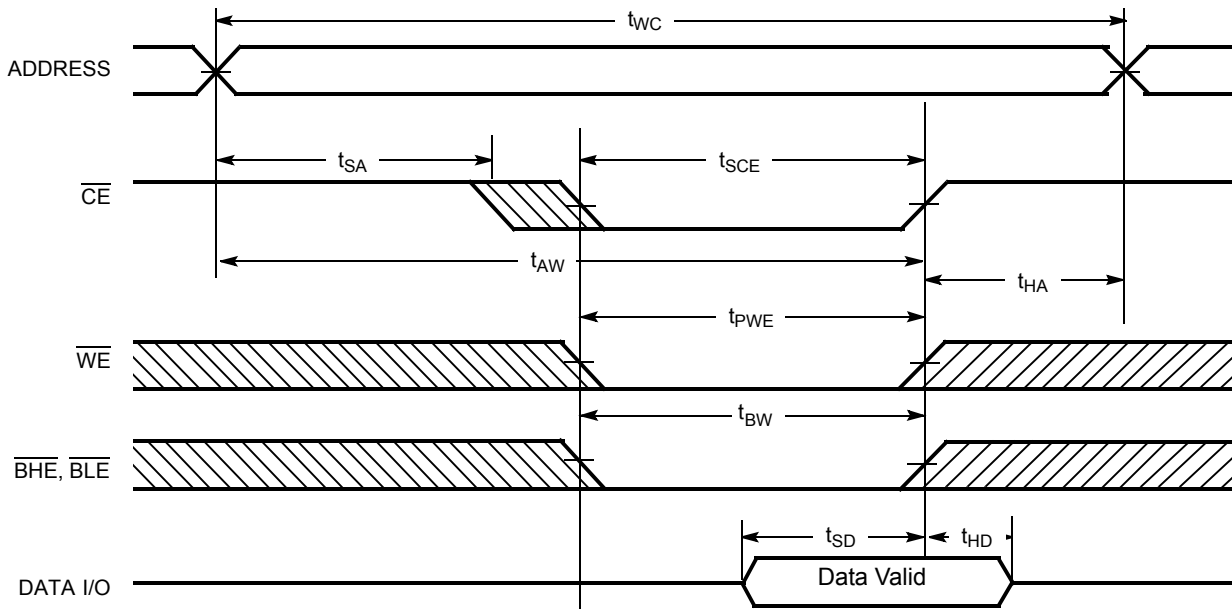 tWC
ADDRESS
tSA
tSCE
CE
tAW
tHA
tPWE
WE
tBW
BHE, BLE
tSD
tHD
DATA I/O
Data Valid